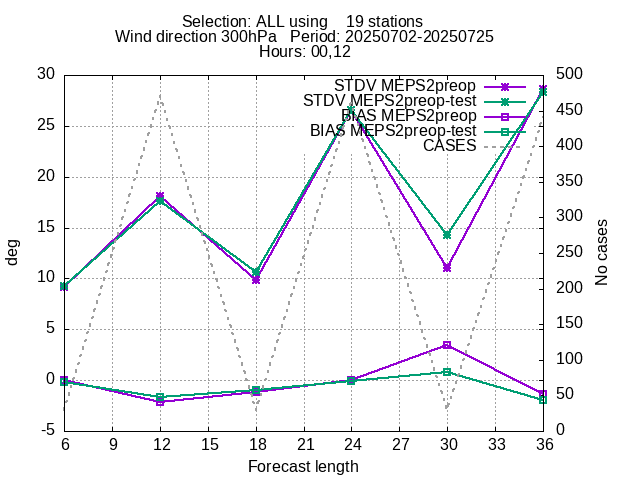 Selection: ALL using 19 stations
Wind direction 300hPa Period: 20250702-20250725
Hours: 00,12
STDV MEPS2preop
STDV MEPS2preop-test
BIAS MEPS2preop
BIAS MEPS2preop-test
CASES
30
25
20
15
10
5
0
-5
deg
500
450
400
350
300
250
200
150
100
50
0
No cases
6 9 12 15 18 21 24 27 30 33 36
Forecast length